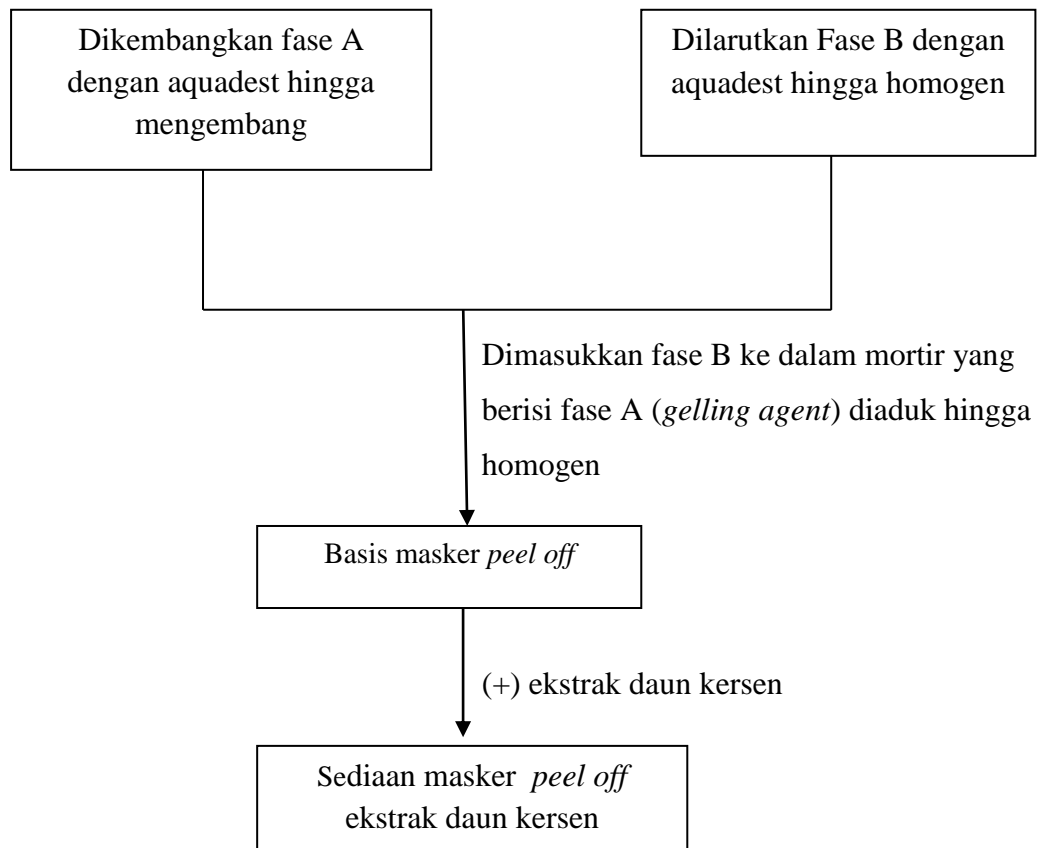 Dikembangkan fase A
dengan aquadest hingga
mengembang
Dilarutkan Fase B dengan
aquadest hingga homogen
Dimasukkan fase B ke dalam mortir yang
berisi fase A (gelling agent) diaduk hingga
homogen
Basis masker peel off
(+) ekstrak daun kersen
Sediaan masker peel off
ekstrak daun kersen